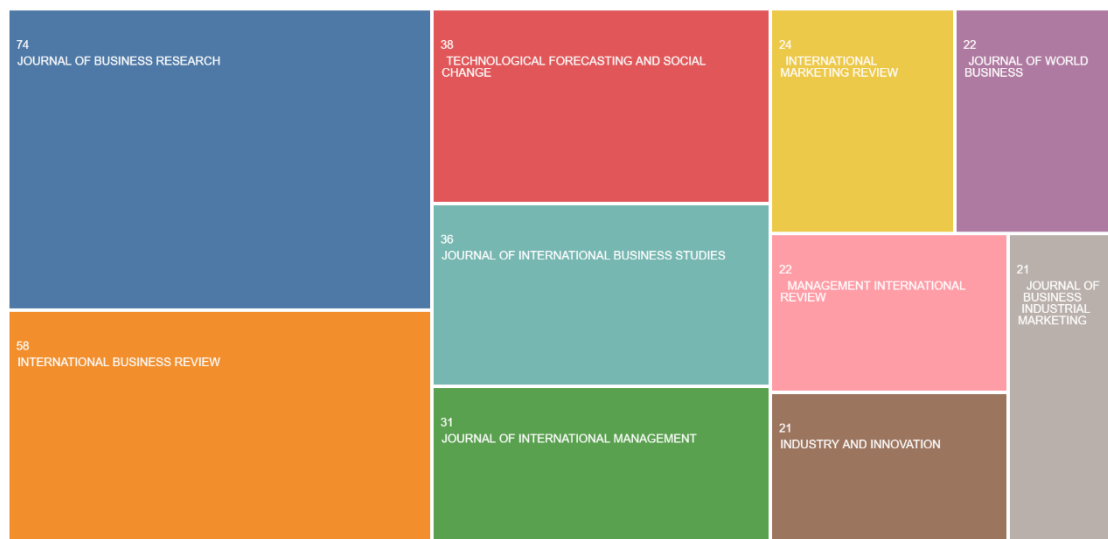 74
JOURNAL OF BUSINESS RESEARCH
58
INTERNATIONAL BUSINESS REVIEW
38
TECHNOLOGICAL FORECASTING AND SOCIAL
CHANGE
36
JOURNAL OF INTERNATIONAL BUSINESS STUDIES
31
JOURNAL OF INTERNATIONAL MANAGEMENT
24
INTERNATIONAL
MARKETING REVIEW
22
JOURNAL OF WORLD
BUSINESS
22
MANAGEMENT INTERNATIONAL
REVIEW
21
JOURNAL OF
BUSINESS
INDUSTRIAL
MARKETING
21
INDUSTRY AND INNOVATION